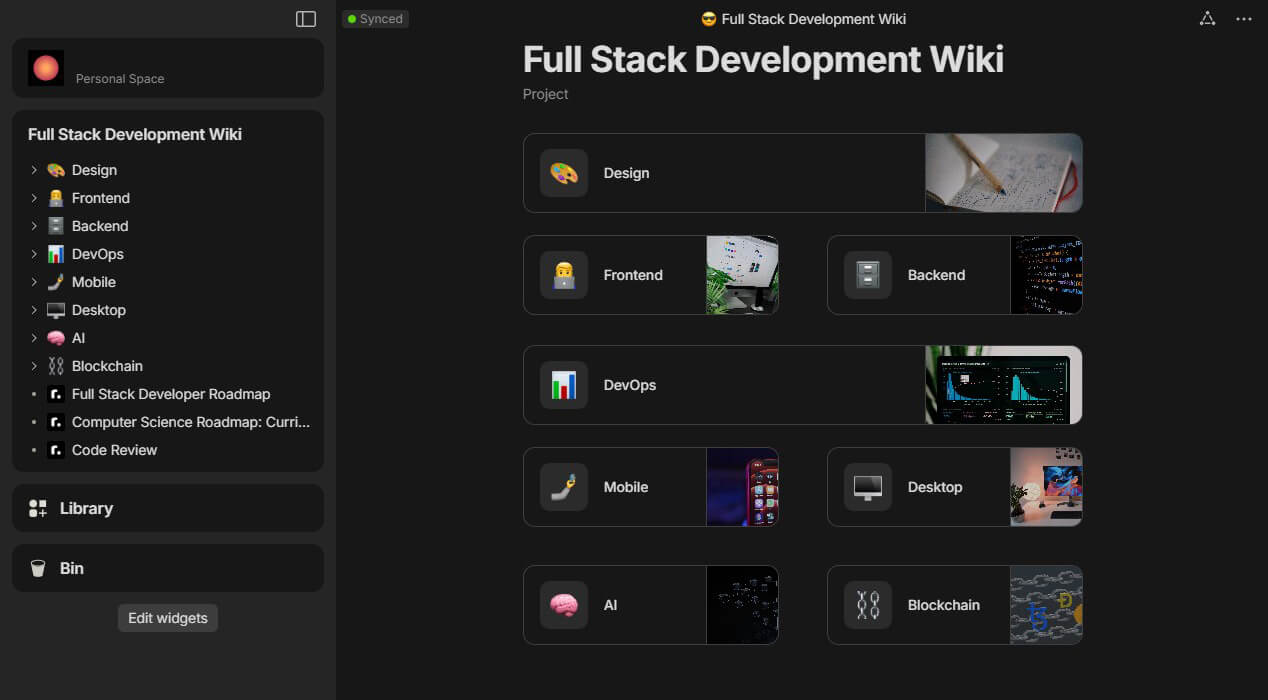 Synced
😎 Full Stack Development Wiki
Personal Space
Full Stack Development Wiki
Design
Frontend
Backend
DevOps
Mobile
Desktop
AI
Blockchain
Full Stack Developer Roadmap
Computer Science Roadmap: Curri...
Code Review
Library
Bin
Edit widgets
Full Stack Development Wiki
Project
Design
Frontend
Backend
DevOps
Mobile
Desktop
AI
Blockchain